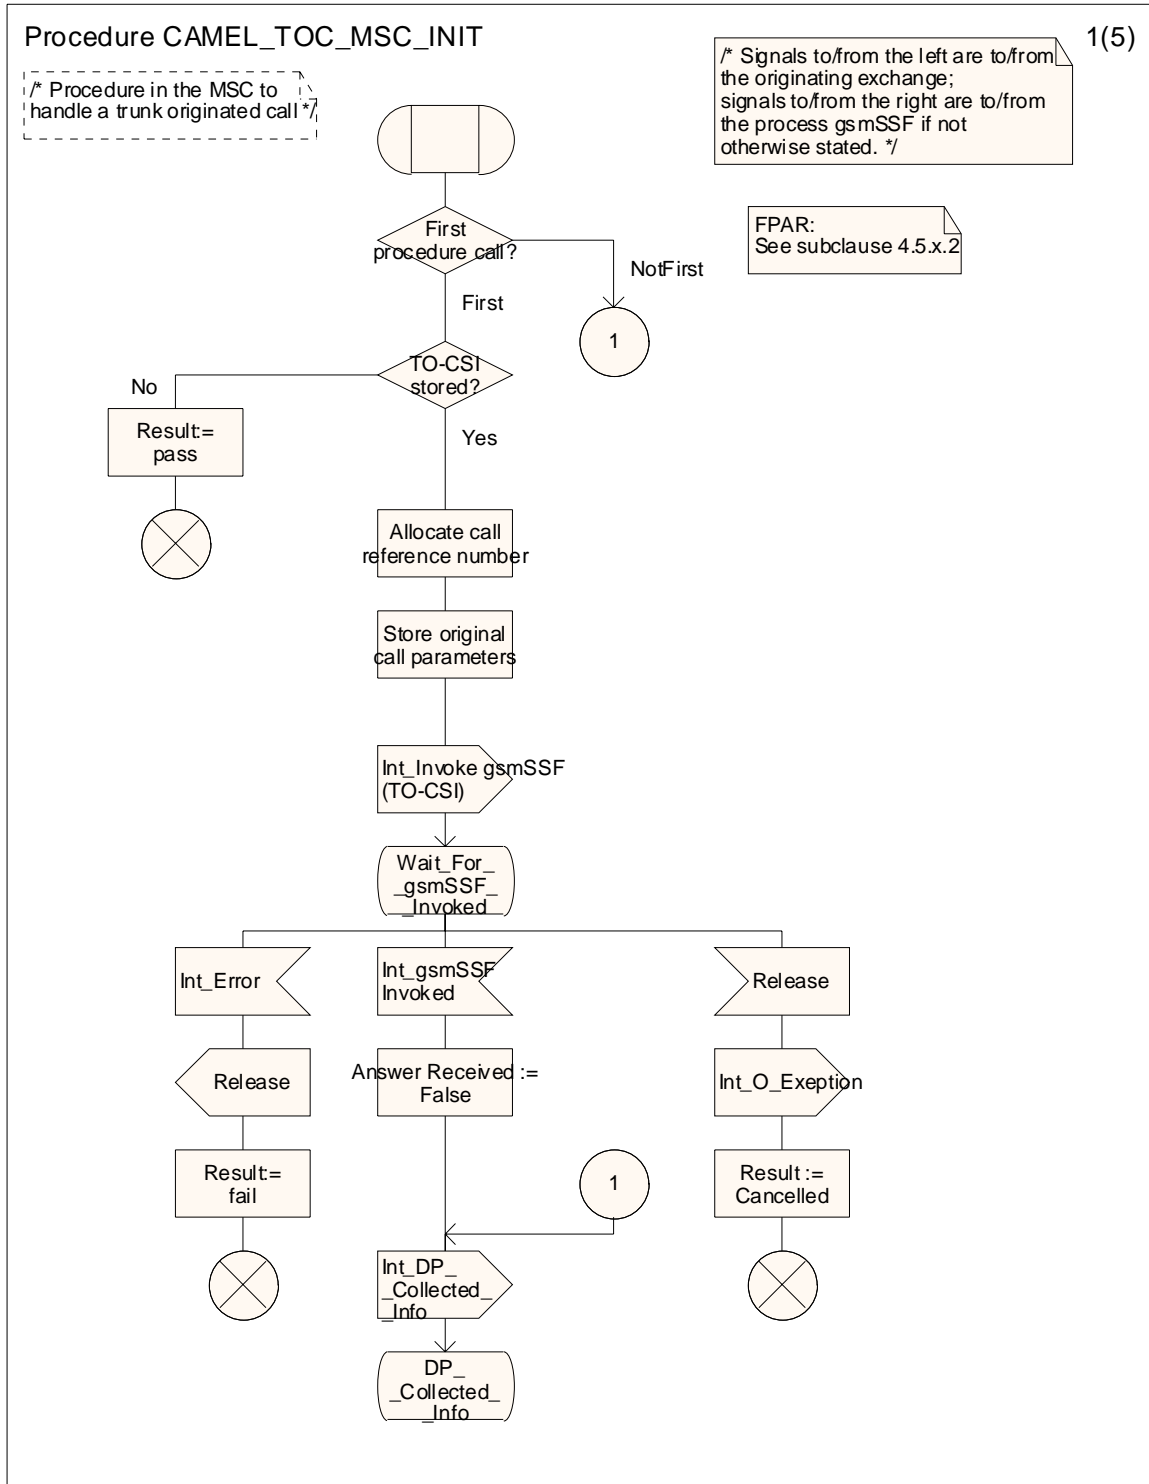 Procedure CAMEL_TOC_MSC_INIT
1(5)
/* Procedure in the MSC to
handle a trunk originated call */
/* Signals to/from the left are to/from
the originating exchange;
signals to/from the right are to/from
the process gsmSSF if not
otherwise stated. */
First
procedure call?
FPAR:
See subclause 4.5.x.2
NotFirst
First
1
TO-CSI
stored?
No
Yes
Result:=
pass
Allocate call
reference number
Store original
call parameters
Int_Invoke gsmSSF
(TO-CSI)
Wait_For_
_gsmSSF_
_Invoked
Int_Error
Int_gsmSSF
Invoked
Release
Release
Answer Received :=
False
Int_O_Exeption
Result:=
fail
1
Result :=
Cancelled
Int_DP_
_Collected_
_Info
DP_
_Collected_
_Info